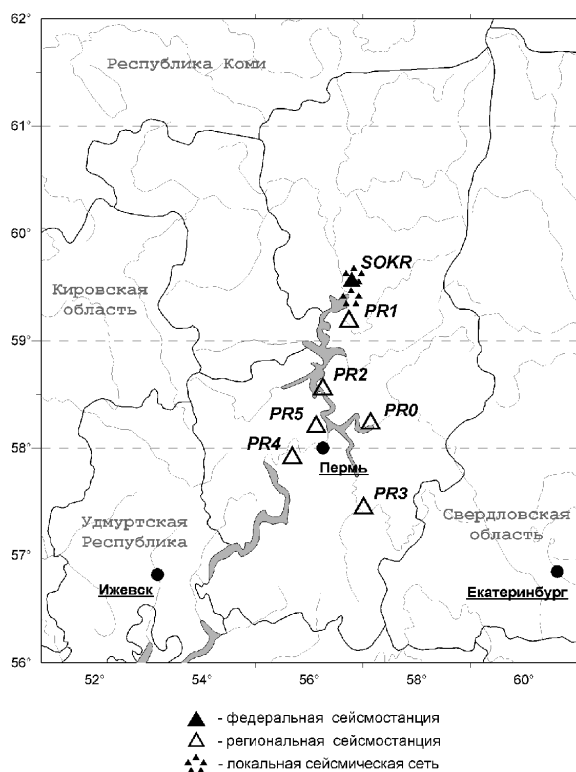 62°
Республика Коми
61°
60°
SOKR
Кировская
область
PR1
59°
PR2
PR5
PR0
PR4
58°
Пермь
PR3
Удмуртская
Республика
Свердловская
область
57°
Ижевск
Екатеринбург
56°
52°
54°
56°
58°
60°
- федеральная сейсмостанция
- региональная сейсмостанция
- локальная сейсмическая сеть